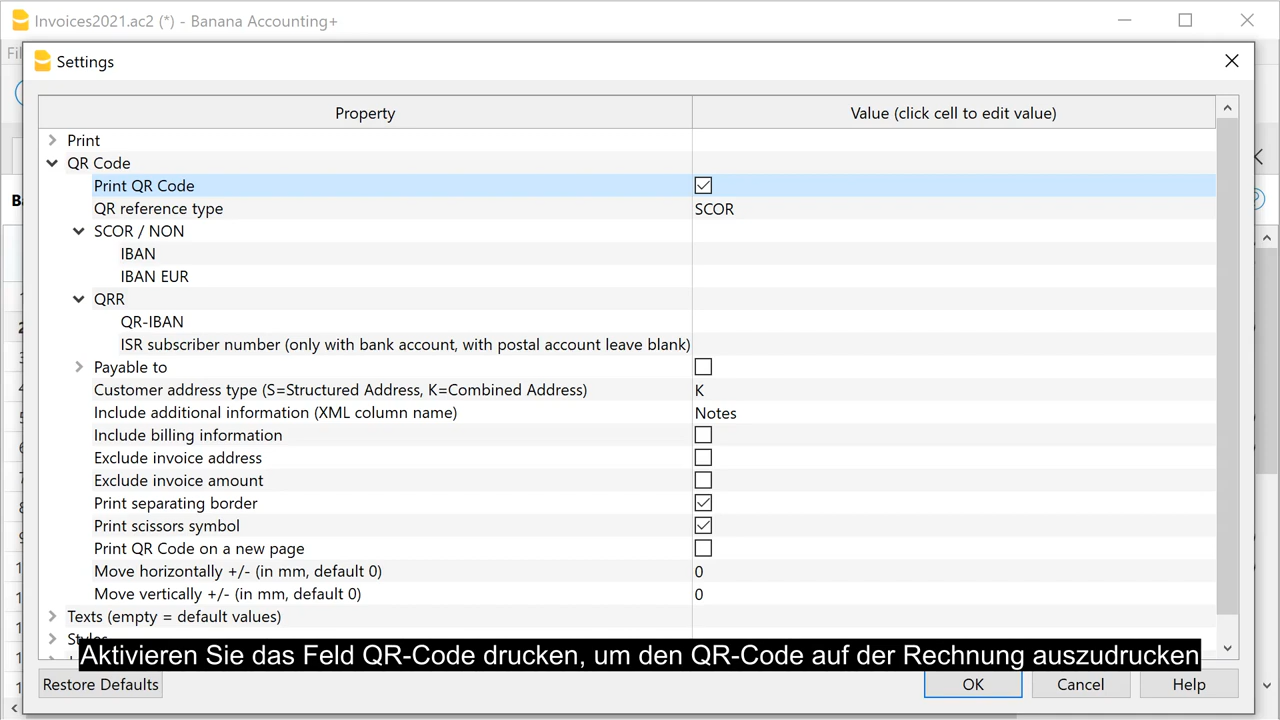 Invoices2021.ac2 (*) - Banana Accounting+
Settings
Property Value (click cell to edit value)
Print
QR Code
Print QR Code
QR reference type SCOR
SCOR / NON
IBAN
IBAN EUR
QRR
QR-IBAN
ISR subscriber number (only with bank account, with postal account leave blank)
Payable to
Customer address type (S=Structured Address, K=Combined Address) K
Include additional information (XML column name) Notes
Include billing information
Exclude invoice address
Exclude invoice amount
Print separating border
Print scissors symbol
Print QR Code on a new page
Move horizontally +/- (in mm, default 0) 0
Move vertically +/- (in mm, default 0) 0
Texts (empty = default values)
Styles
Aktivieren Sie das Feld QR-Code drucken, um den QR-Code auf der Rechnung auszudrucken
Restore Defaults OK Cancel Help